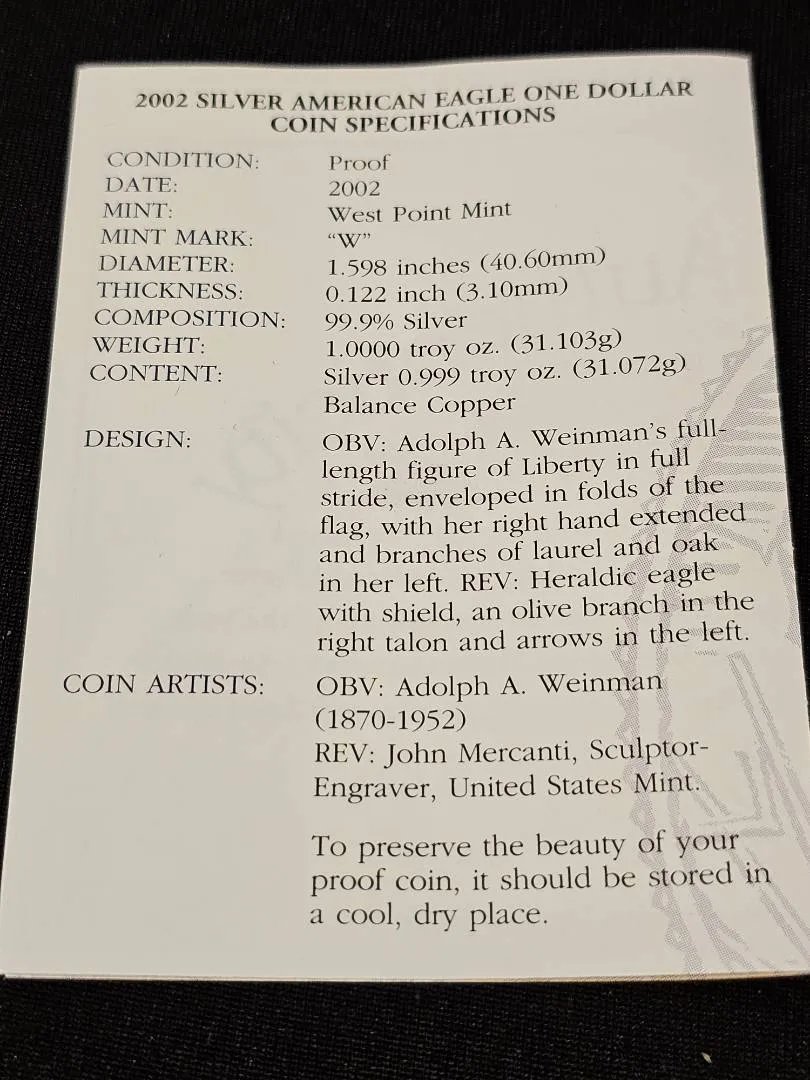 2002 SILVER AMERICAN EAGLE ONE DOLLAR
COIN SPECIFICATIONS
CONDITION: Proof
DATE: 2002
MINT: West Point Mint
MINT MARK: “W”
DIAMETER: 1.598 inches (40.60mm)
THICKNESS: 0.122 inch (3.10mm)
COMPOSITION: 99.9% Silver
WEIGHT: 1.0000 troy oz. (31.103g)
CONTENT: Silver 0.999 troy oz. (31.072g)
Balance Copper
DESIGN: OBV: Adolph A. Weinman’s full-
length figure of Liberty in full
stride, enveloped in folds of the
flag, with her right hand extended
and branches of laurel and oak
in her left. REV: Heraldic eagle
with shield, an olive branch in the
right talon and arrows in the left.
COIN ARTISTS: OBV: Adolph A. Weinman
(1870-1952)
REV: John Mercanti, Sculptor-
Engraver, United States Mint.
To preserve the beauty of your
proof coin, it should be stored in
a cool, dry place.